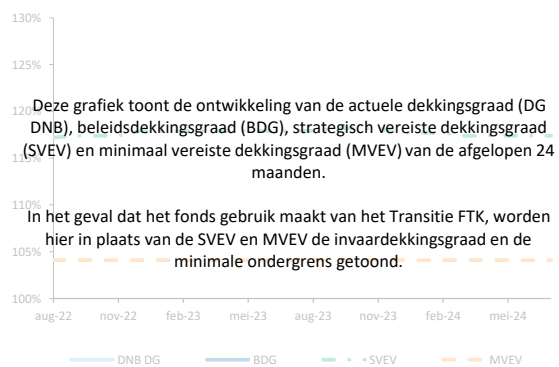 130%
125%
120%
Deze grafiek toont de ontwikkeling van de actuele dekkingsgraad (DG
DNB), beleidsdekkingsgraad (BDG), strategisch vereiste dekkingsgraad
(SVEV) en minimaal vereiste dekkingsgraad (MVEV) van de afgelopen 24
maanden.
115%
110%
In het geval dat het fonds gebruik maakt van het Transitie FTK, worden
hier in plaats van de SVEV en MVEV de invaardekkingsgraad en de
minimale ondergrens getoond.
105%
100%
aug-22 nov-22 feb-23 mei-23 aug-23 nov-23 feb-24 mei-24
DNB DG BDG SVEV MVEV